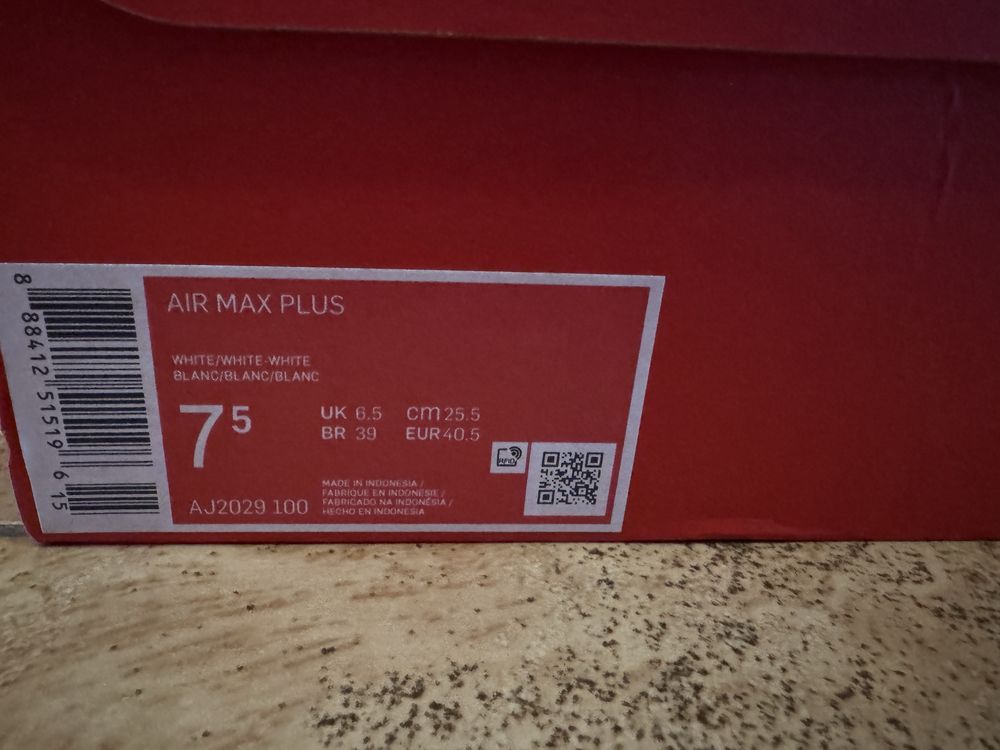 AIR MAX PLUS
WHITE/WHITE-WHITE
BLANC/BLANC/BLANC
7 5
UK 6.5 cm 25.5
BR 39 EUR 40.5
RFID
AJ2029 100
MADE IN INDONESIA /
FABRIQUE EN INDONESIE /
FABRICADO NA INDONÉSIA /
HECHO EN INDONESIA
8 88412 51519 6 15